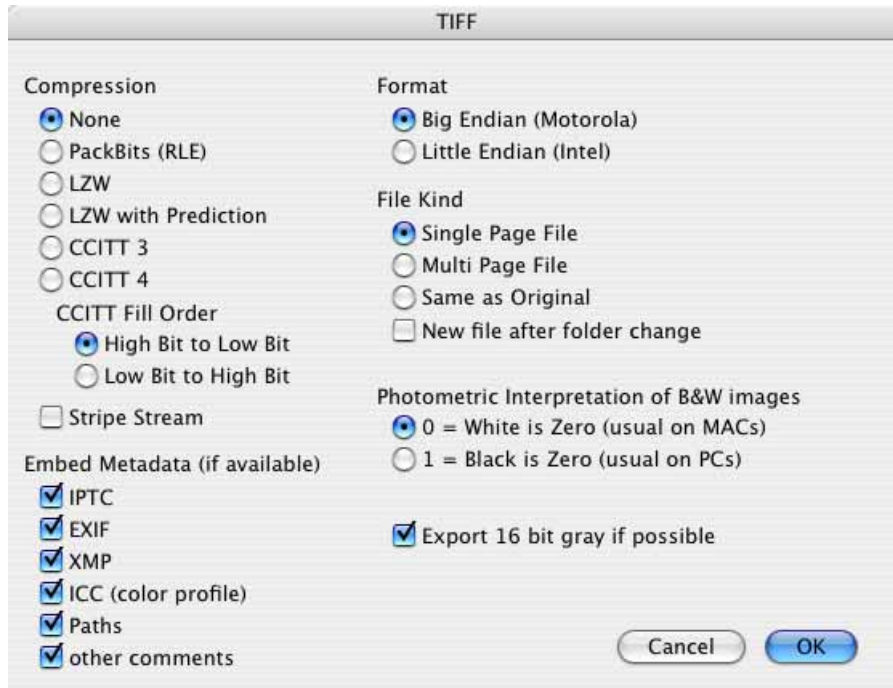 TIFF
Compression
None
PackBits (RLE)
LZW
LZW with Prediction
CCITT 3
CCITT 4
CCITT Fill Order
High Bit to Low Bit
Low Bit to High Bit
Stripe Stream
Embed Metadata (if available)
IPTC
EXIF
XMP
ICC (color profile)
Paths
other comments
Format
Big Endian (Motorola)
Little Endian (Intel)
File Kind
Single Page File
Multi Page File
Same as Original
New file after folder change
Photometric Interpretation of B&W images
0 = White is Zero (usual on MACs)
1 = Black is Zero (usual on PCs)
Export 16 bit gray if possible
Cancel
OK